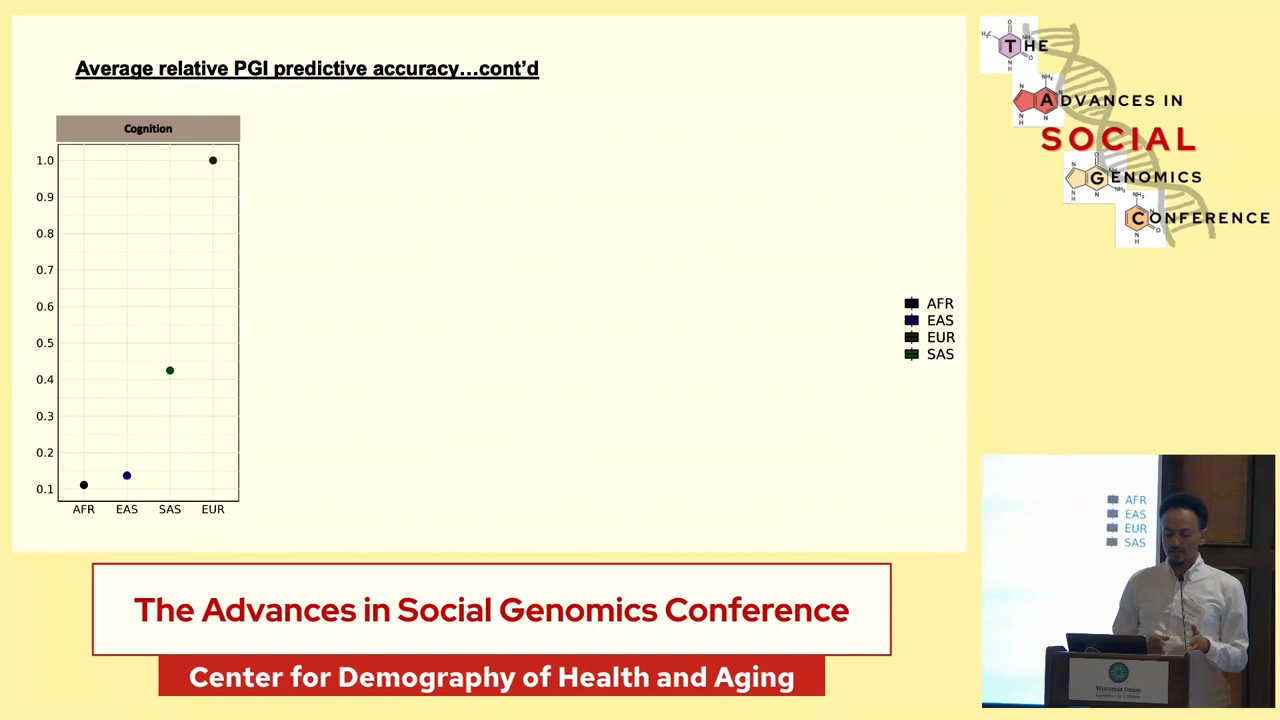 Average relative PGI predictive accuracy...cont'd
Cognition
1.0
0.9
0.8
0.7
0.6
0.5
0.4
0.3
0.2
0.1
AFR EAS SAS EUR
AFR
EAS
EUR
SAS
THE
ADVANCES IN
SOCIAL
GENOMICS
CONFERENCE
AFR
EAS
EUR
SAS
Wisconsin Union
The Advances in Social Genomics Conference
Center for Demography of Health and Aging